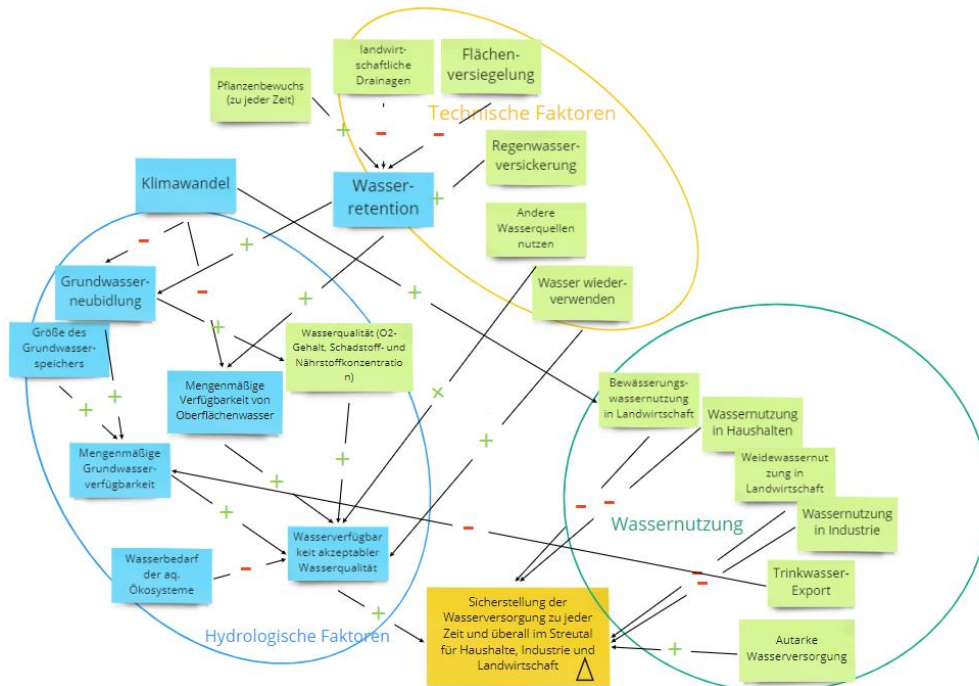 landwirt-
schaftliche
Drainagen
Flächen-
versiegelung
Pflanzenbewuchs
(zu jeder Zeit)
Technische Faktoren
+
-
-
Regenwasser-
versickerung
Klimawandel
Wasser-
retention
+
Andere
Wasserquellen
nutzen
-
+
Grundwasser-
neubidlung
-
+
+
Wasser wieder-
verwenden
Größe des
Grundwasser-
speichers
+
Wasserqualität (O2-
Gehalt, Schadstoff- und
Nährstoffkonzentratio
n)
Mengenmäßige
Verfügbarkeit von
Oberflächenwasser
+
+
+
Bewässerungs-
wassernutzung
in Landwirtschaft
Wassernutzung
in Haushalten
Mengenmäßige
Grundwasser-
verfügbarkeit
+
+
+
-
-
Weidewassernut
zung in
Landwirtschaft
Wassernutzung
in Industrie
Wassernutzung
+
-
Wasserverfügbar
keit akzeptabler
Wasserqualität
Wasserbedarf
der aq.
Ökosysteme
-
-
-
Trinkwasser-
Export
Sicherstellung der
Wasserversorgung zu jeder
Zeit und überall im Streutal
für Haushalte, Industrie und
Landwirtschaft
+
Hydrologische Faktoren
+
Autarke
Wasserversorgung